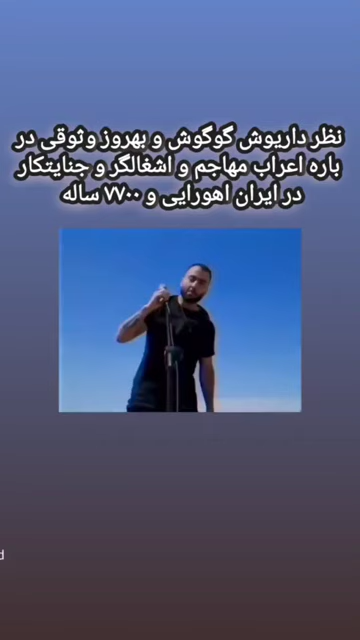 نظر داریوش گوگوش و بهروز وثوقی در
باره اعراب مهاجم و اشغالگر و جنایتکار
در ایران اهورایی و ۷۷۰۰ ساله
d